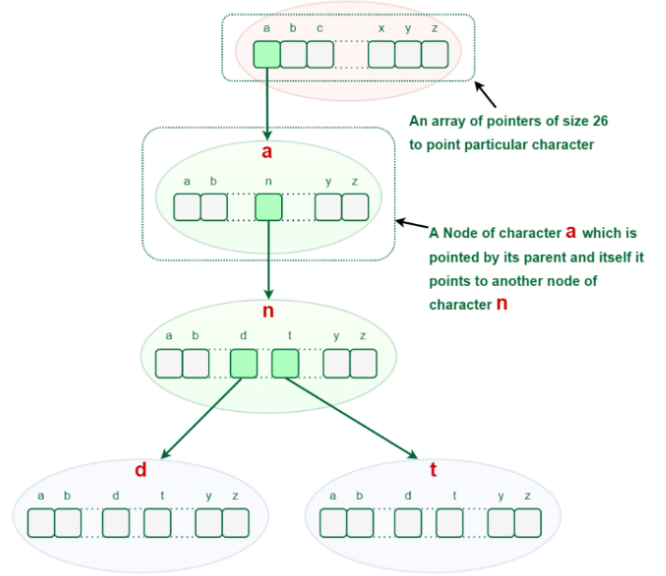 a b c x y z
An array of pointers of size 26
to point particular character
a
a b n y z
A Node of character a which is
pointed by its parent and itself it
points to another node of
character n
n
a b d t y z
d
a b d t y z
t
a b d t y z